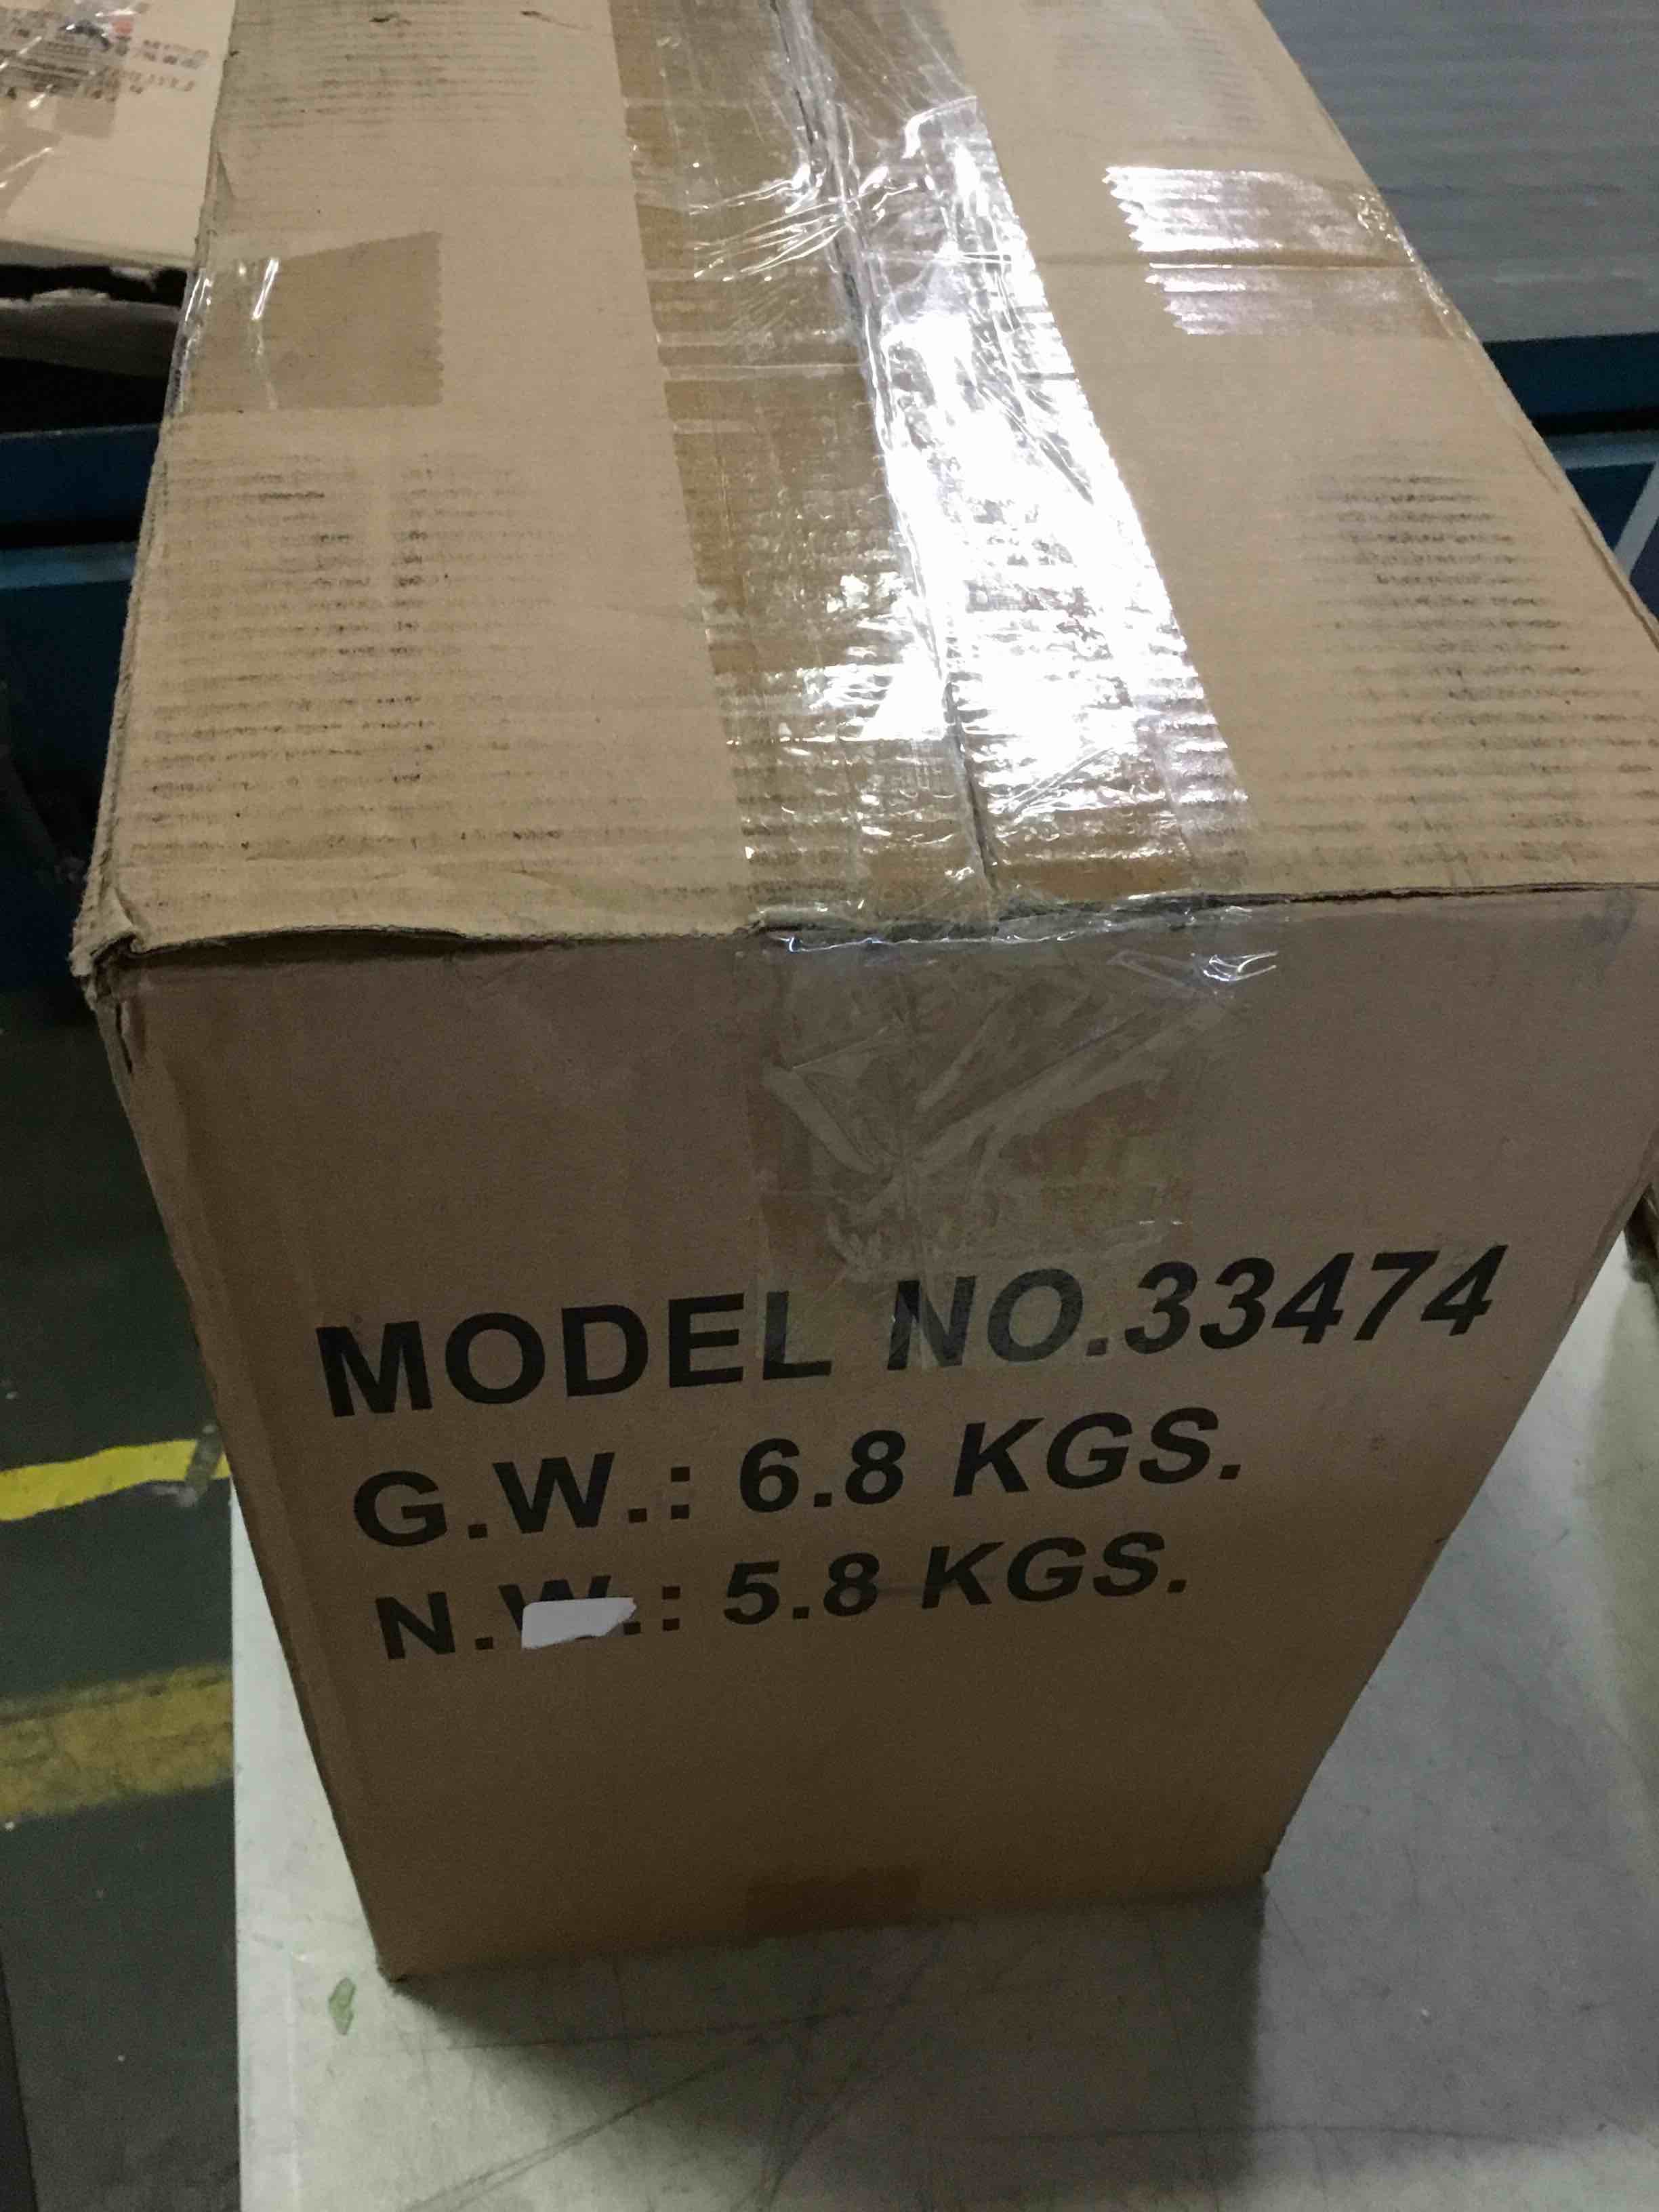 MODEL NO.33474
G.W.: 6.8 KGS.
N.W.: 5.8 KGS.